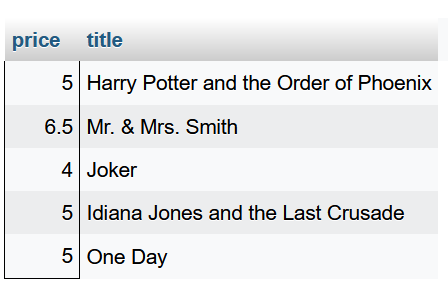 price title
5 Harry Potter and the Order of Phoenix
6.5 Mr. & Mrs. Smith
4 Joker
5 Idiana Jones and the Last Crusade
5 One Day